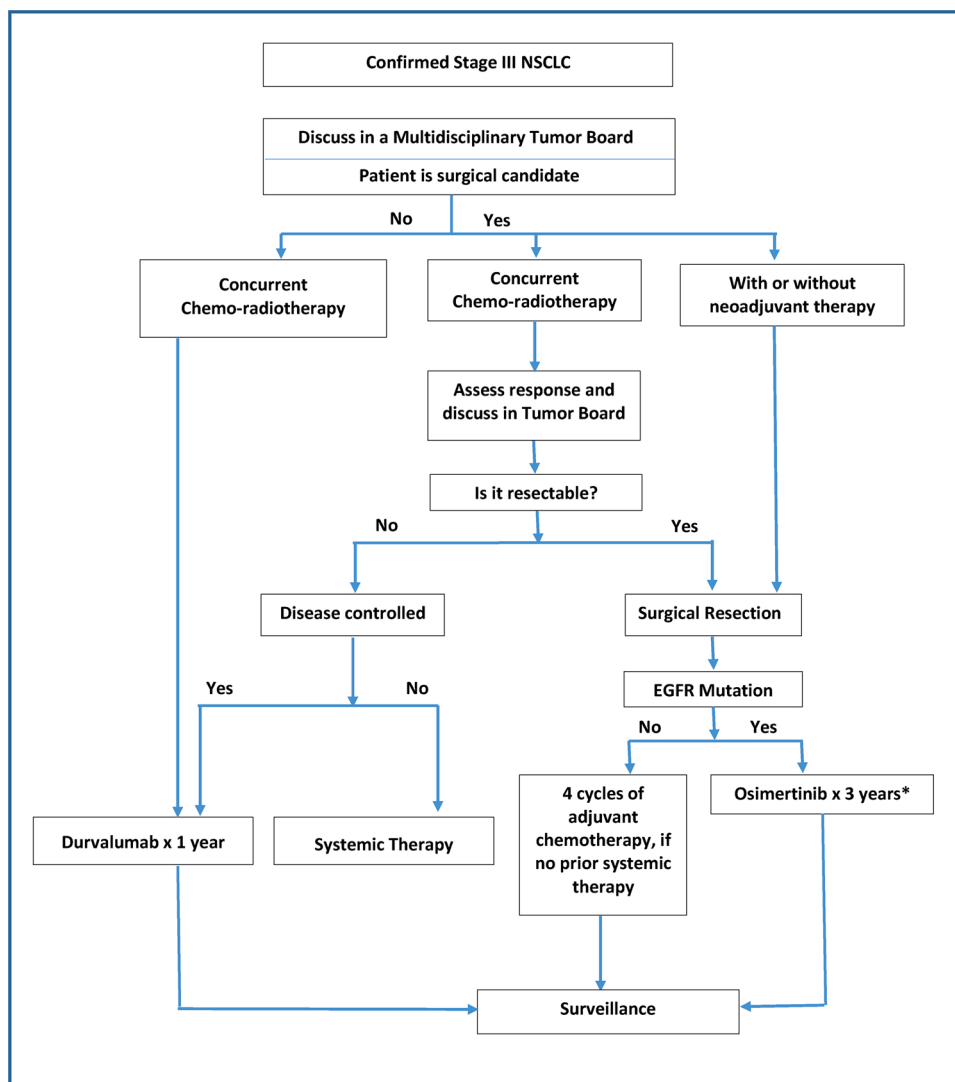 Confirmed Stage III NSCLC
Discuss in a Multidisciplinary Tumor Board
Patient is surgical candidate
No
Yes
Concurrent
Chemo-radiotherapy
Concurrent
Chemo-radiotherapy
With or without
neoadjuvant therapy
Assess response and
discuss in Tumor Board
Is it resectable?
No
Yes
Disease controlled
Surgical Resection
Yes
No
EGFR Mutation
No
Yes
Durvalumab x 1 year
Systemic Therapy
4 cycles of
adjuvant
chemotherapy, if
no prior systemic
therapy
Osimertinib x 3 years*
Surveillance